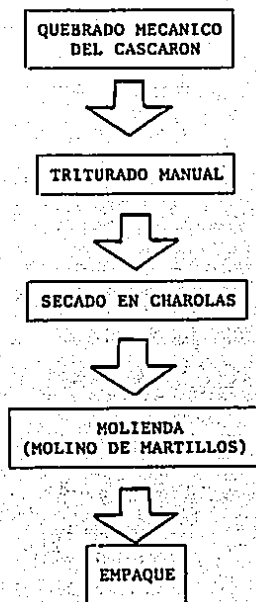 QUEBRADO MECANICO
DEL CASCARON
TRITURADO MANUAL
SECADO EN CHAROLAS
MOLIENDA
(MOLINO DE MARTILLOS)
EMPAQUE